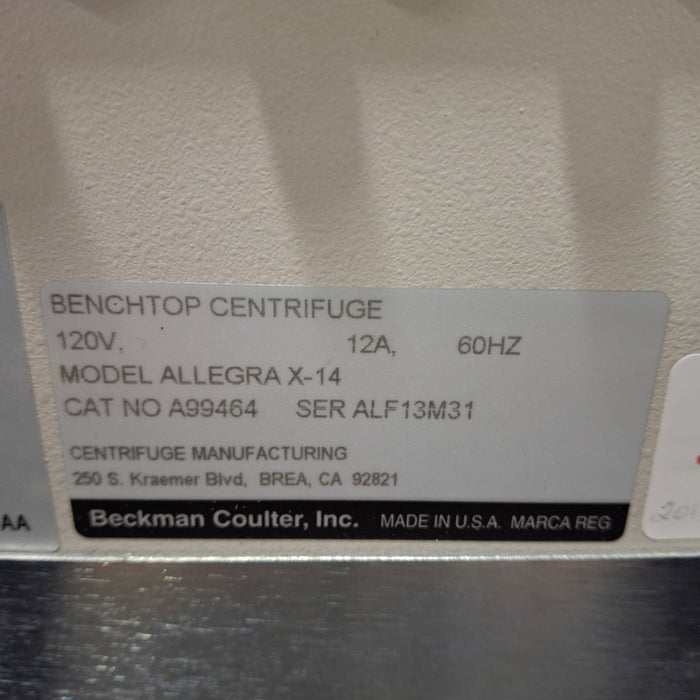 BENCHTOP CENTRIFUGE
120V, 12A, 60HZ
MODEL ALLEGRA X-14
CAT NO A99464 SER ALF13M31
CENTRIFUGE MANUFACTURING
250 S. Kraemer Blvd, BREA, CA 92821
AA
Beckman Coulter, Inc. MADE IN U.S.A. MARCA REG